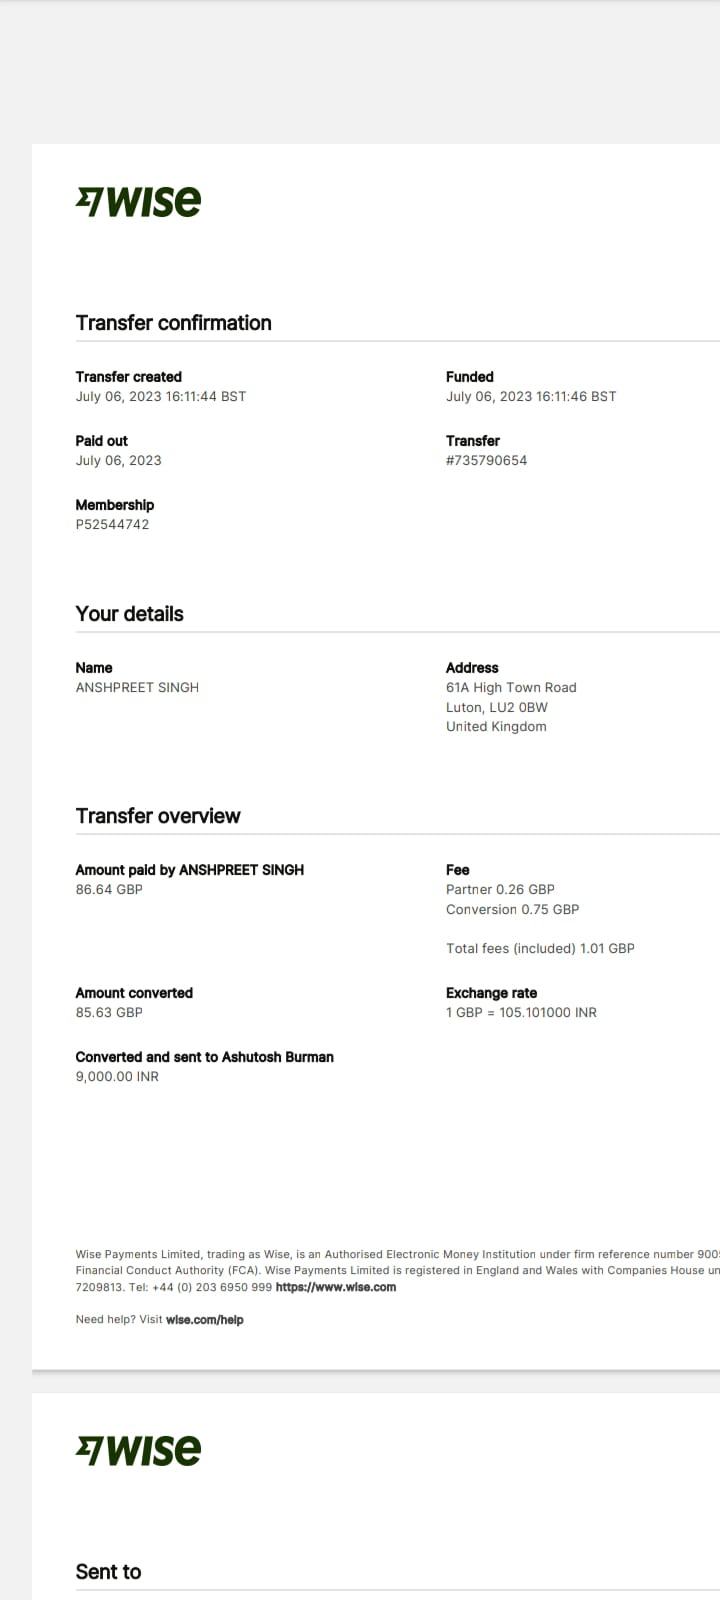 wise
Transfer confirmation
Transfer created
July 06, 2023 16:11:44 BST
Funded
July 06, 2023 16:11:46 BST
Paid out
July 06, 2023
Transfer
#735790654
Membership
P52544742
Your details
Name
ANSHPREET SINGH
Address
61A High Town Road
Luton, LU2 0BW
United Kingdom
Transfer overview
Amount paid by ANSHPREET SINGH
86.64 GBP
Fee
Partner 0.26 GBP
Conversion 0.75 GBP
Total fees (included) 1.01 GBP
Amount converted
85.63 GBP
Exchange rate
1 GBP = 105.101000 INR
Converted and sent to Ashutosh Burman
9,000.00 INR
Wise Payments Limited, trading as Wise, is an Authorised Electronic Money Institution under firm reference number
Financial Conduct Authority (FCA). Wise Payments Limited is registered in England and Wales with Companies House
7209813. Tel: +44 (0) 203 6950 999 https://www.wise.com
Need help? Visit wise.com/help
wise
Sent to